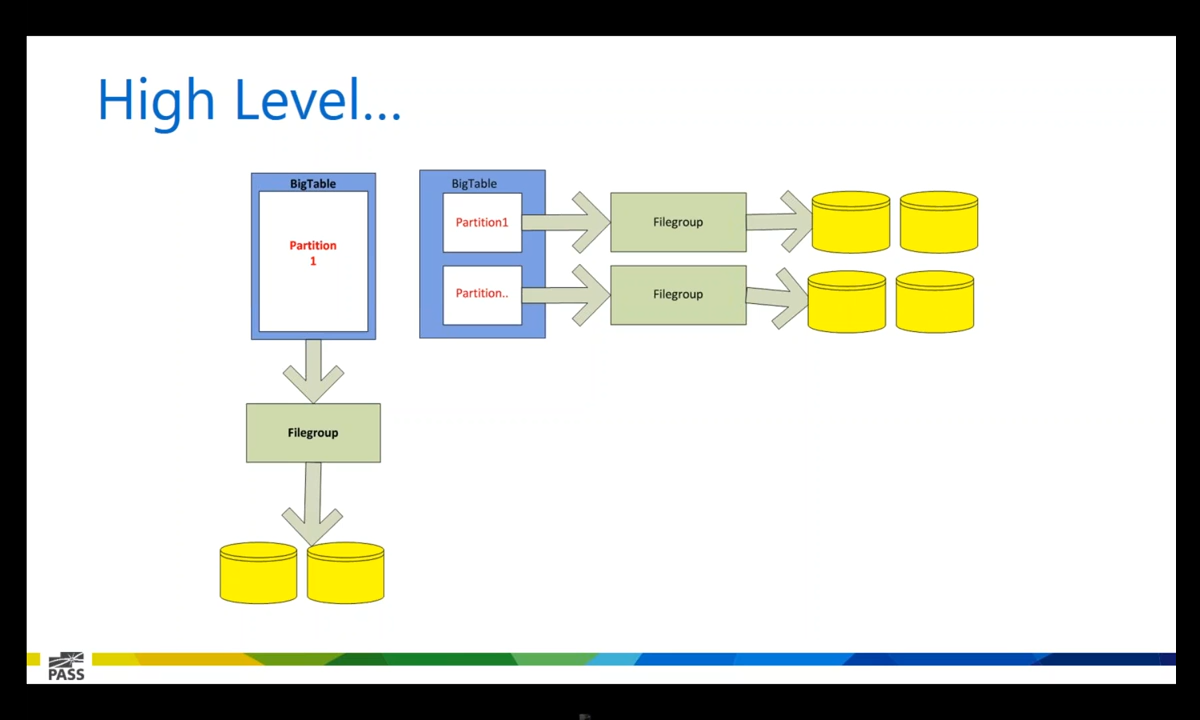 High Level...
BigTable
Partition
1
Filegroup
BigTable
Partition1
Filegroup
Partition..
Filegroup
PASS